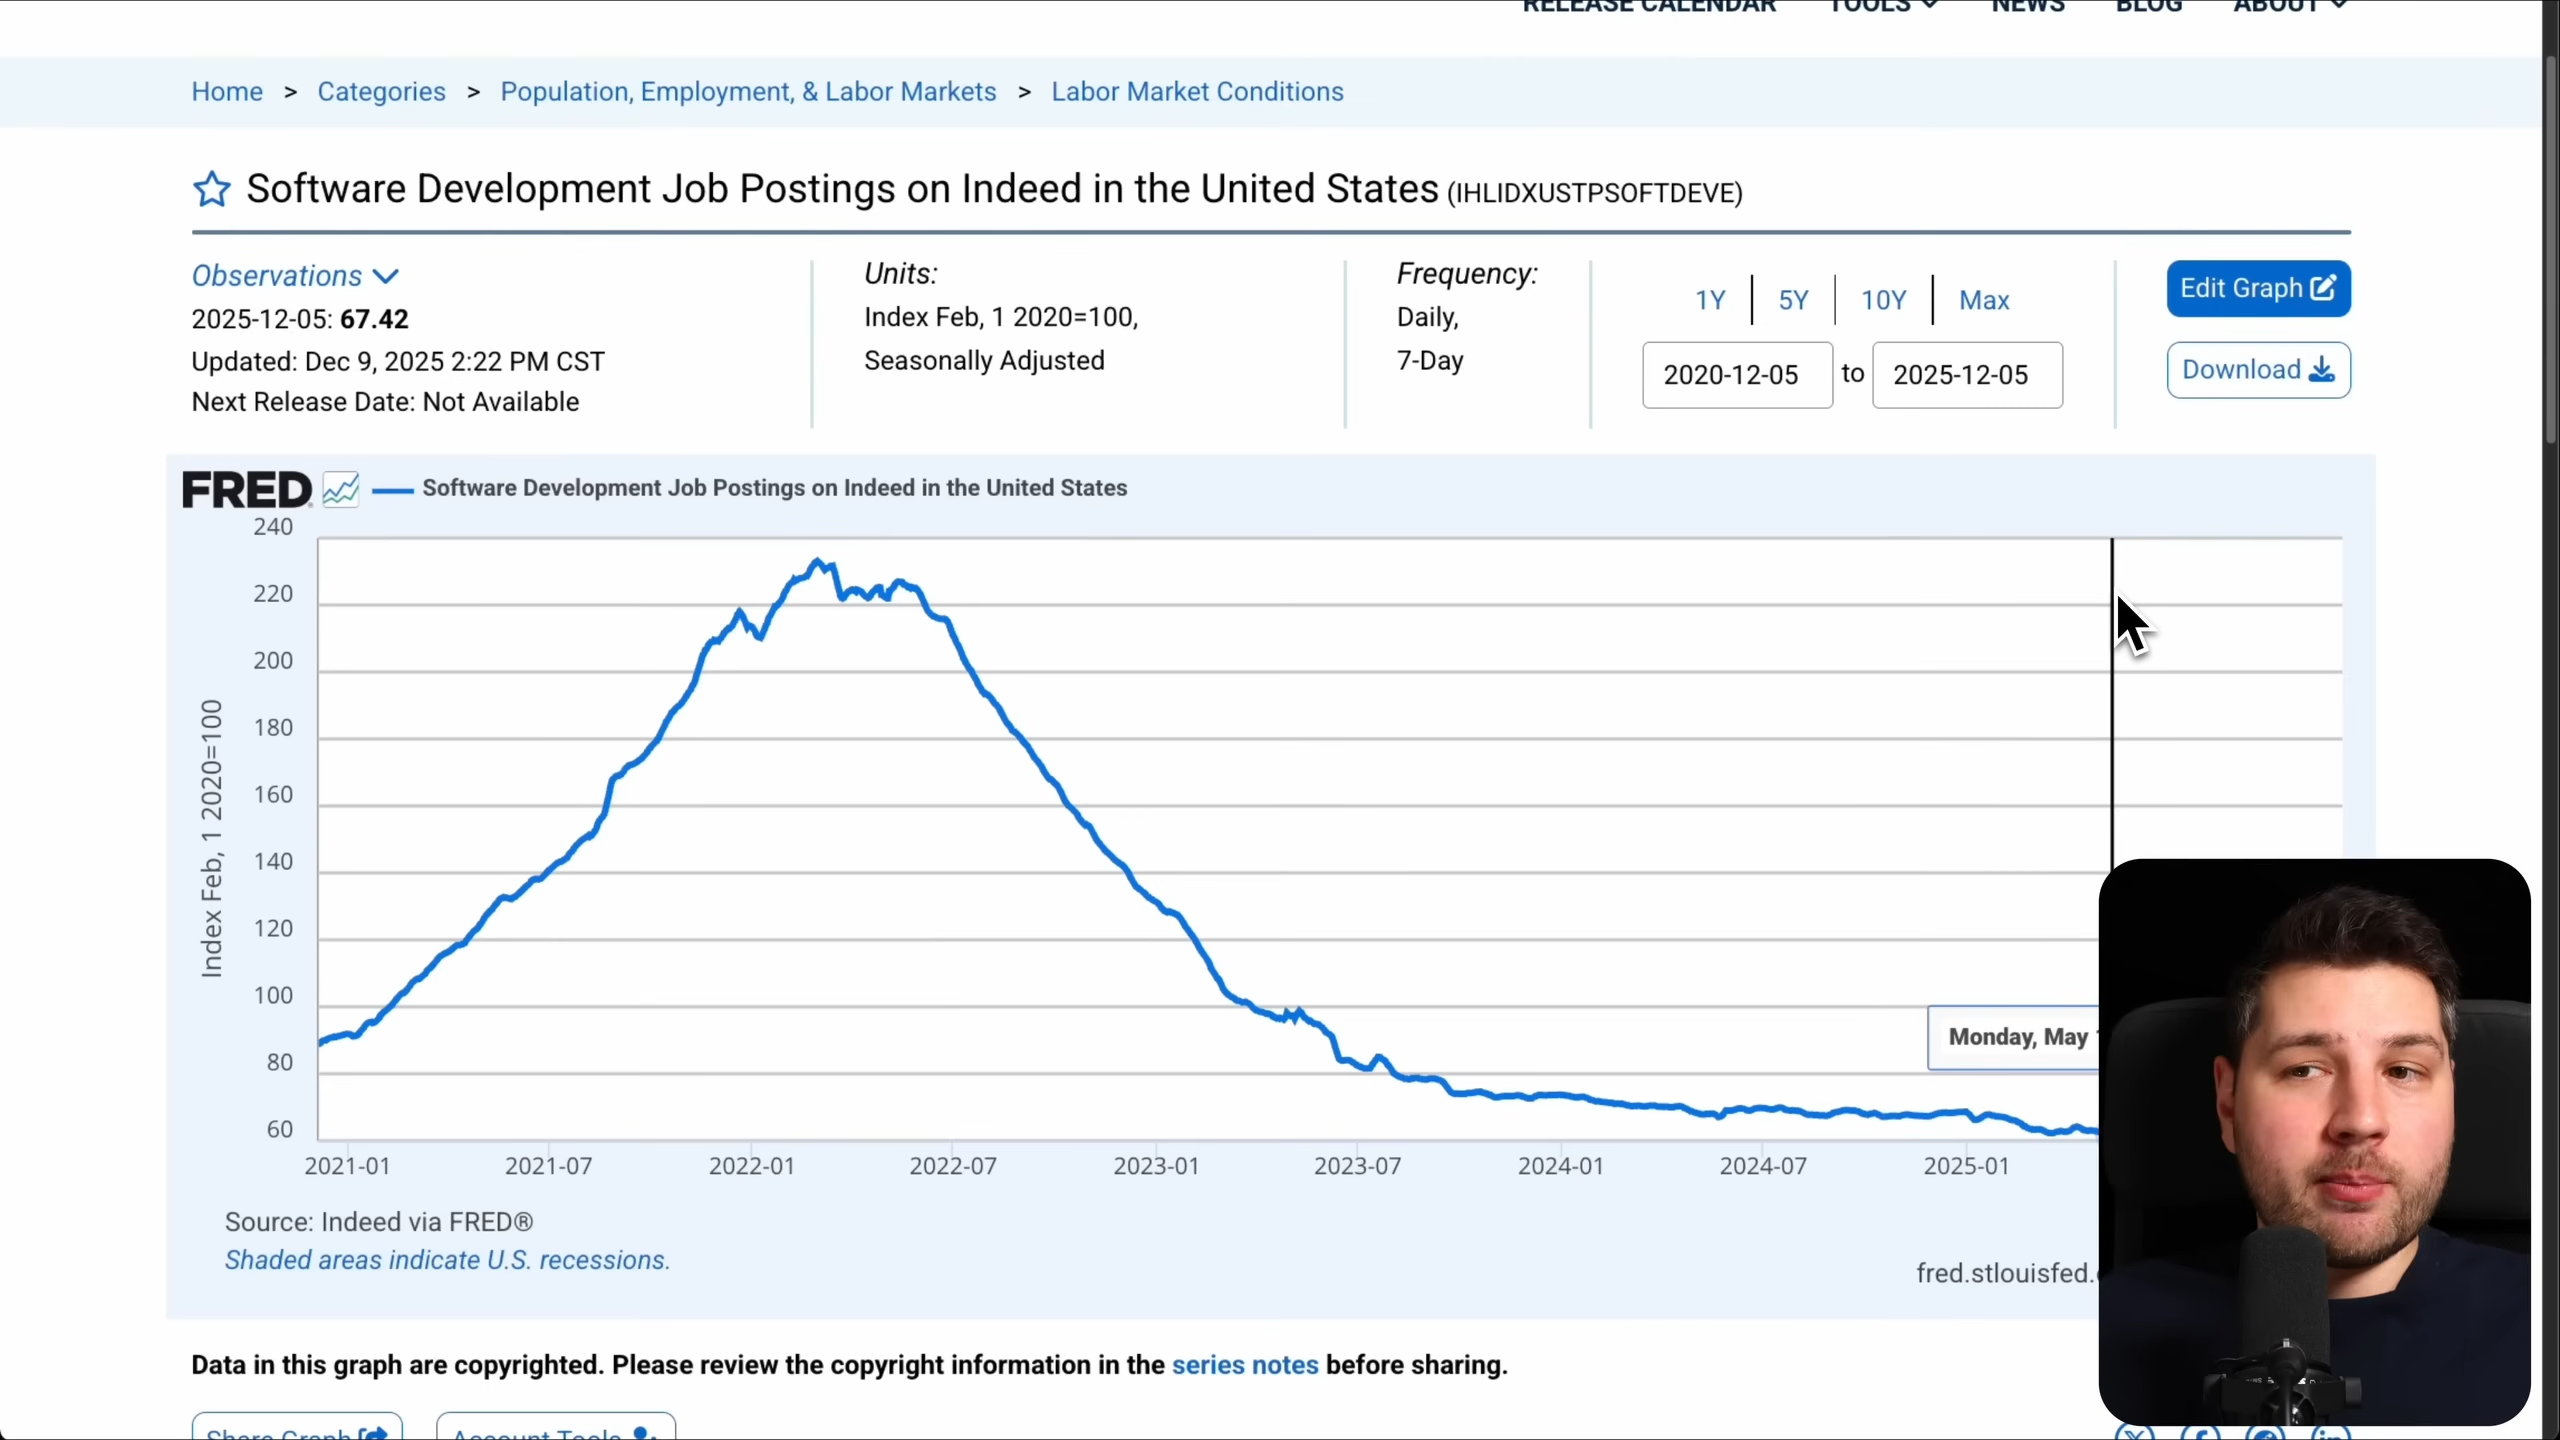 RELEASE CALENDAR TOOLS NEWS BLOG ABOUT
Home > Categories > Population, Employment, & Labor Markets > Labor Market Conditions
Software Development Job Postings on Indeed in the United States (IHLIDXUSTPSOFTDEVE)
Observations
2025-12-05: 67.42
Updated: Dec 9, 2025 2:22 PM CST
Next Release Date: Not Available
Units:
Index Feb, 1 2020=100,
Seasonally Adjusted
Frequency:
Daily,
7-Day
1Y 5Y 10Y Max
2020-12-05 to 2025-12-05
Edit Graph
Download
FRED Software Development Job Postings on Indeed in the United States
Index Feb, 1 2020=100
240
220
200
180
160
140
120
100
80
60
Monday, May
2021-01 2021-07 2022-01 2022-07 2023-01 2023-07 2024-01 2024-07 2025-01
Source: Indeed via FRED®
Shaded areas indicate U.S. recessions.
fred.stlouisfed.
Data in this graph are copyrighted. Please review the copyright information in the series notes before sharing.
Share Graph Account Tools